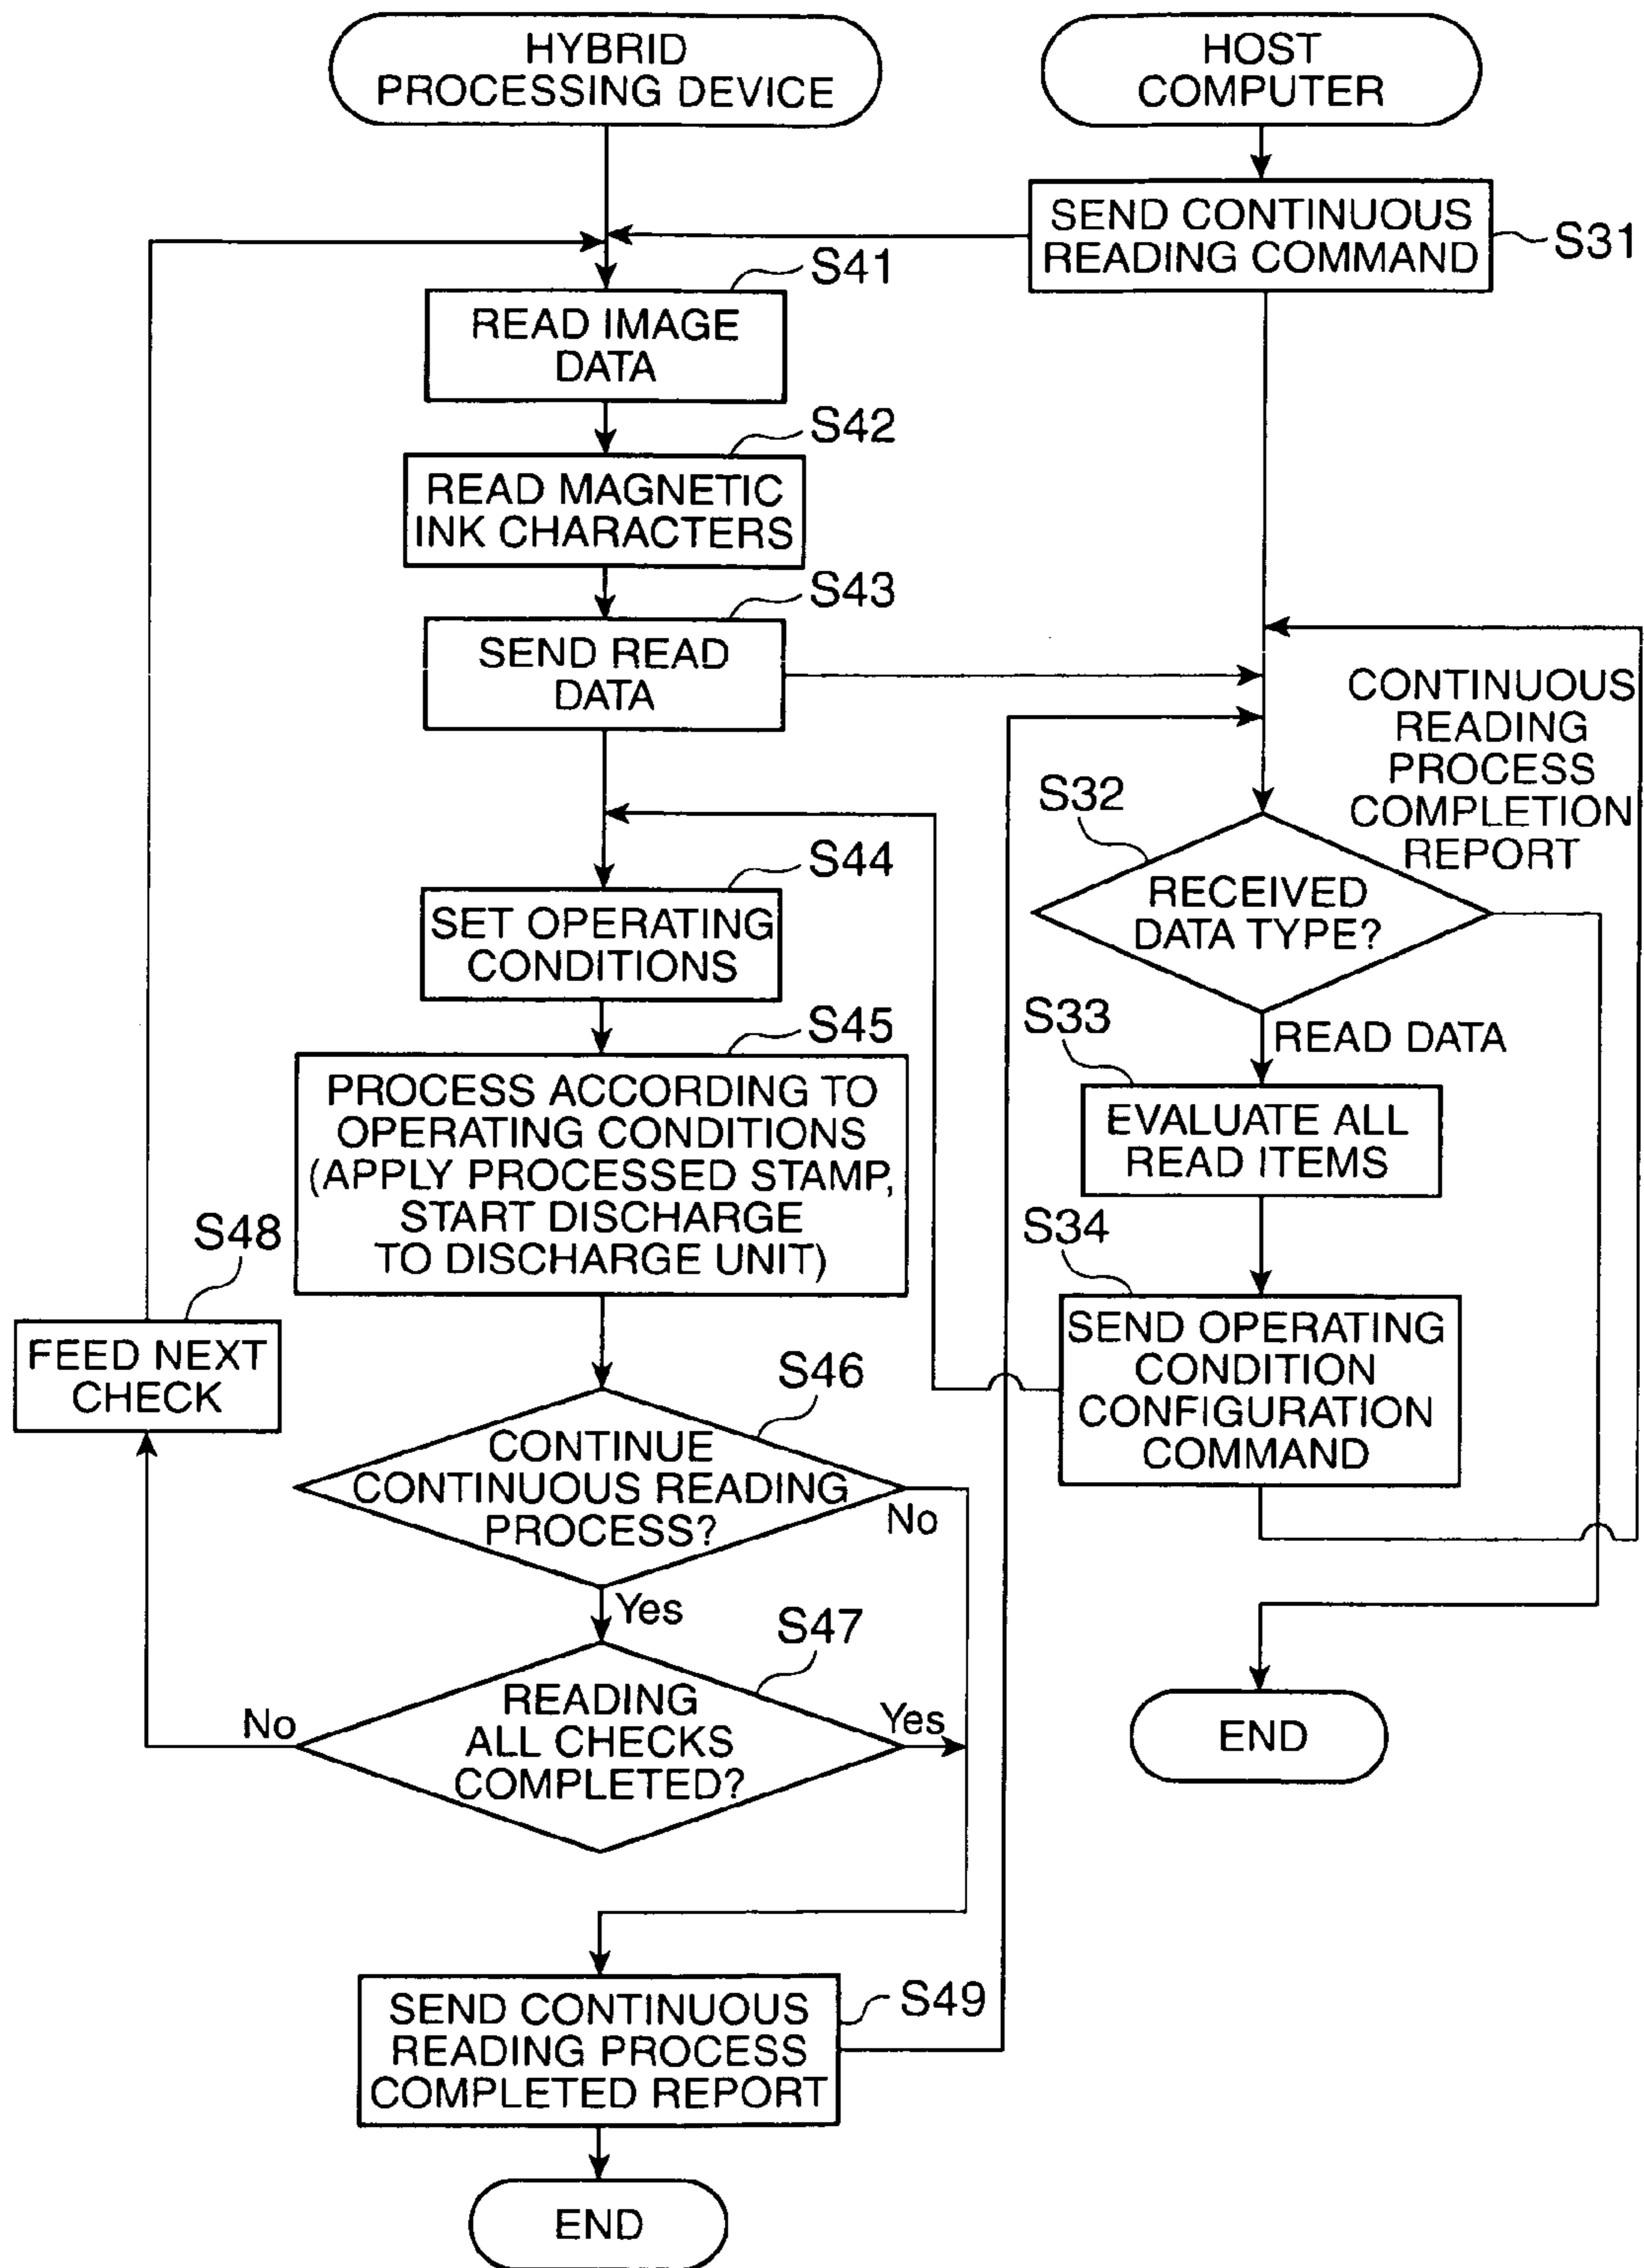 HYBRID
PROCESSING DEVICE
HOST
COMPUTER
SEND CONTINUOUS
READING COMMAND
S31
S41
READ IMAGE
DATA
S42
READ MAGNETIC
INK CHARACTERS
S43
SEND READ
DATA
CONTINUOUS
READING
PROCESS
COMPLETION
REPORT
S32
RECEIVED
DATA TYPE?
S44
SET OPERATING
CONDITIONS
S33
READ DATA
EVALUATE ALL
READ ITEMS
S45
PROCESS ACCORDING TO
OPERATING CONDITIONS
(APPLY PROCESSED STAMP,
START DISCHARGE
TO DISCHARGE UNIT)
S34
SEND OPERATING
CONDITION
CONFIGURATION
COMMAND
S48
FEED NEXT
CHECK
S46
CONTINUE
CONTINUOUS READING
PROCESS?
No
Yes
S47
READING
ALL CHECKS
COMPLETED?
No
Yes
END
S49
SEND CONTINUOUS
READING PROCESS
COMPLETED REPORT
END